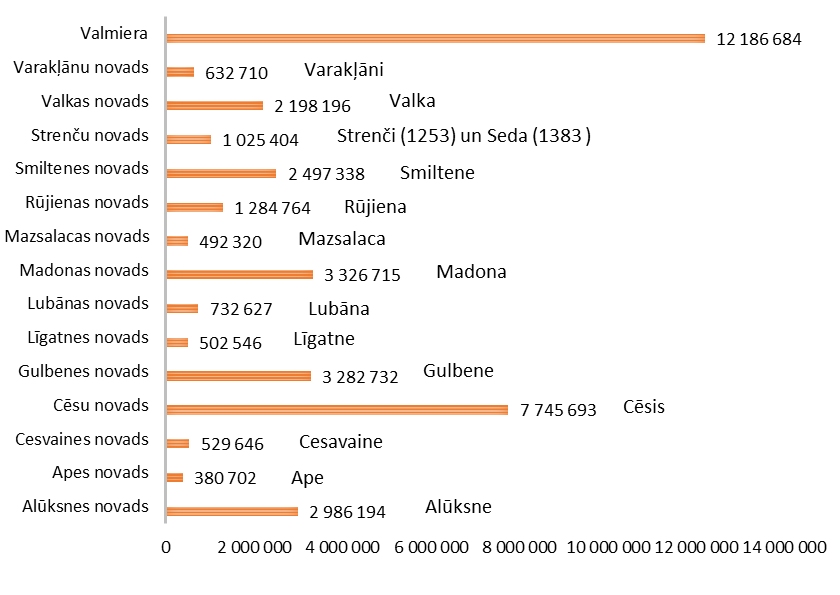 Valmiera 12 186 684
Varakļānu novads 632 710 Varakļāni
Valkas novads 2 198 196 Valka
Strenču novads 1 025 404 Strenči (1253) un Seda (1383 )
Smiltenes novads 2 497 338 Smiltene
Rūjienas novads 1 284 764 Rūjiena
Mazsalacas novads 492 320 Mazsalaca
Madonas novads 3 326 715 Madona
Lubānas novads 732 627 Lubāna
Līgatnes novads 502 546 Līgatne
Gulbenes novads 3 282 732 Gulbene
Cēsu novads 7 745 693 Cēsis
Cesvaines novads 529 646 Cesavaine
Apes novads 380 702 Ape
Alūksnes novads 2 986 194 Alūksne
0 2 000 000 4 000 000 6 000 000 8 000 000 10 000 000 12 000 000 14 000 000